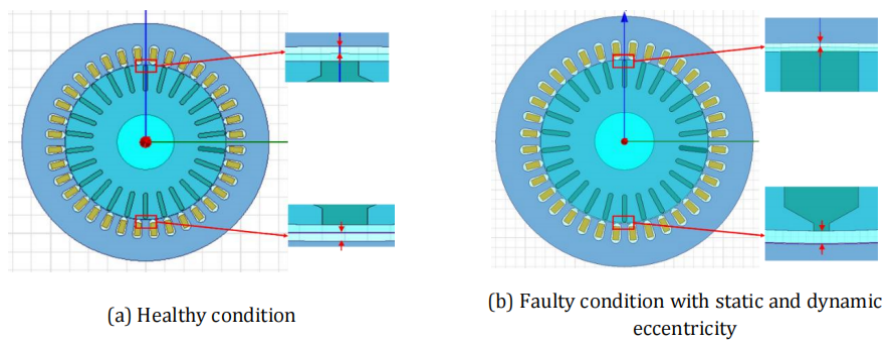 (a) Healthy condition
(b) Faulty condition with static and dynamic
eccentricity